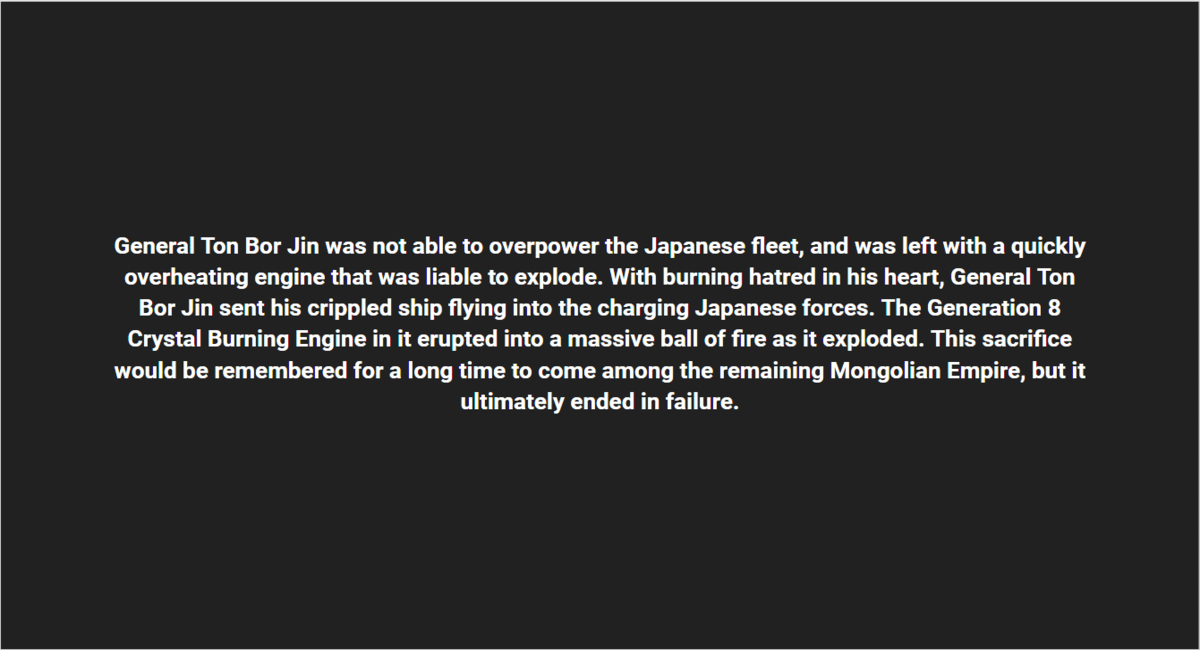 General Ton Bor Jin was not able to overpower the Japanese fleet, and was left with a quickly
overheating engine that was liable to explode. With burning hatred in his heart, General Ton
Bor Jin sent his crippled ship flying into the charging Japanese forces. The Generation 8
Crystal Burning Engine in it erupted into a massive ball of fire as it exploded. This sacrifice
would be remembered for a long time to come among the remaining Mongolian Empire, but it
ultimately ended in failure.